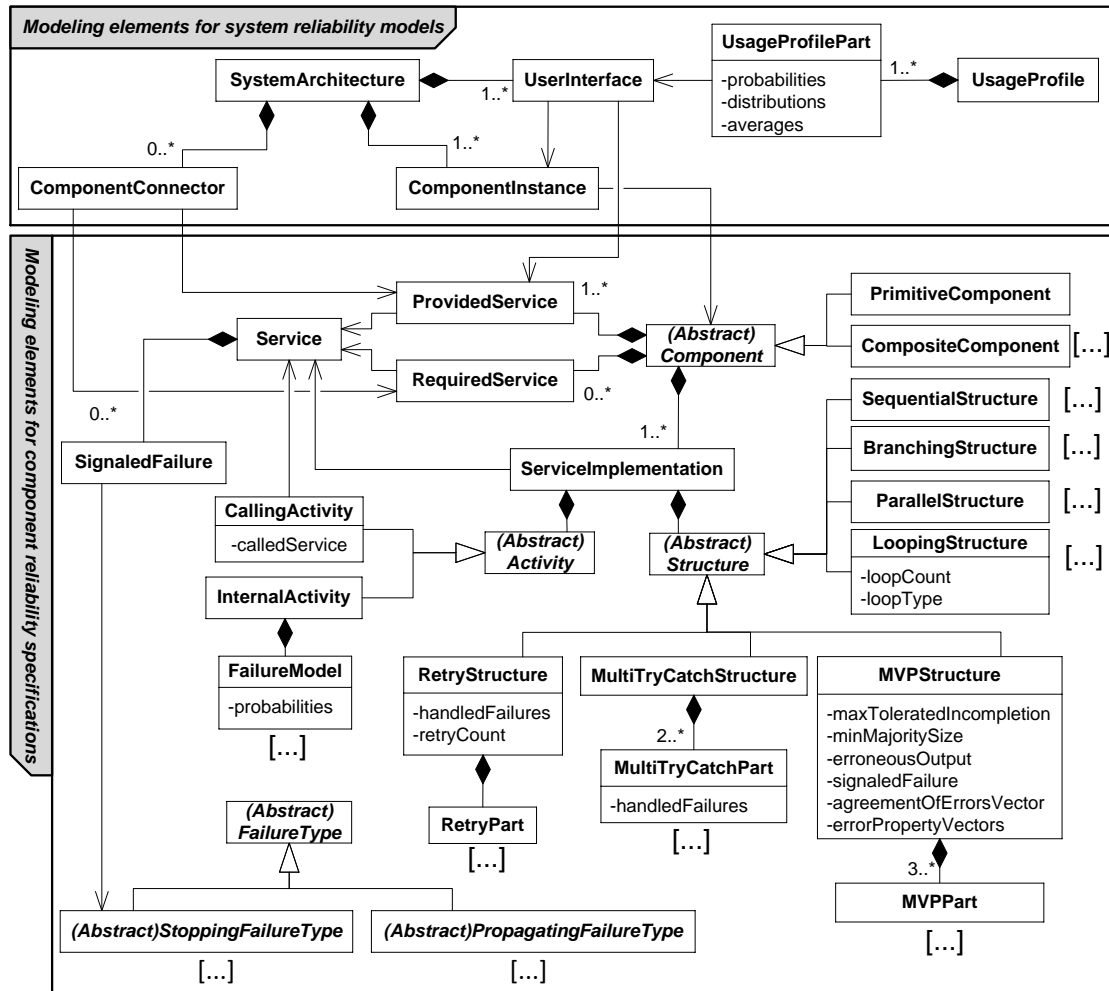 Modeling elements for system reliability models
UsageProfilePart
-probabilities
-distributions
-averages
1..*
UsageProfile
SystemArchitecture
UserInterface
1..*
0..*
1..*
ComponentConnector
ComponentInstance
Modeling elements for component reliability specifications
ProvidedService
1..*
PrimitiveComponent
Service
(Abstract)
Component
CompositeComponent
[...]
RequiredService
0..*
SequentialStructure
[...]
0..*
1..*
BranchingStructure
[...]
SignaledFailure
ServiceImplementation
ParallelStructure
[...]
CallingActivity
-calledService
(Abstract)
Activity
(Abstract)
Structure
LoopingStructure
-loopCount
-loopType
[...]
InternalActivity
FailureModel
-probabilities
[...]
RetryStructure
-handledFailures
-retryCount
MultiTryCatchStructure
2..*
MultiTryCatchPart
-handledFailures
[...]
MVPStructure
-maxToleratedIncompletion
-minMajoritySize
-erroneousOutput
-signaledFailure
-agreementOfErrorsVector
-errorPropertyVectors
3..*
MVPPart
[...]
RetryPart
[...]
(Abstract)
FailureType
(Abstract)StoppingFailureType
[...]
(Abstract)PropagatingFailureType
[...]